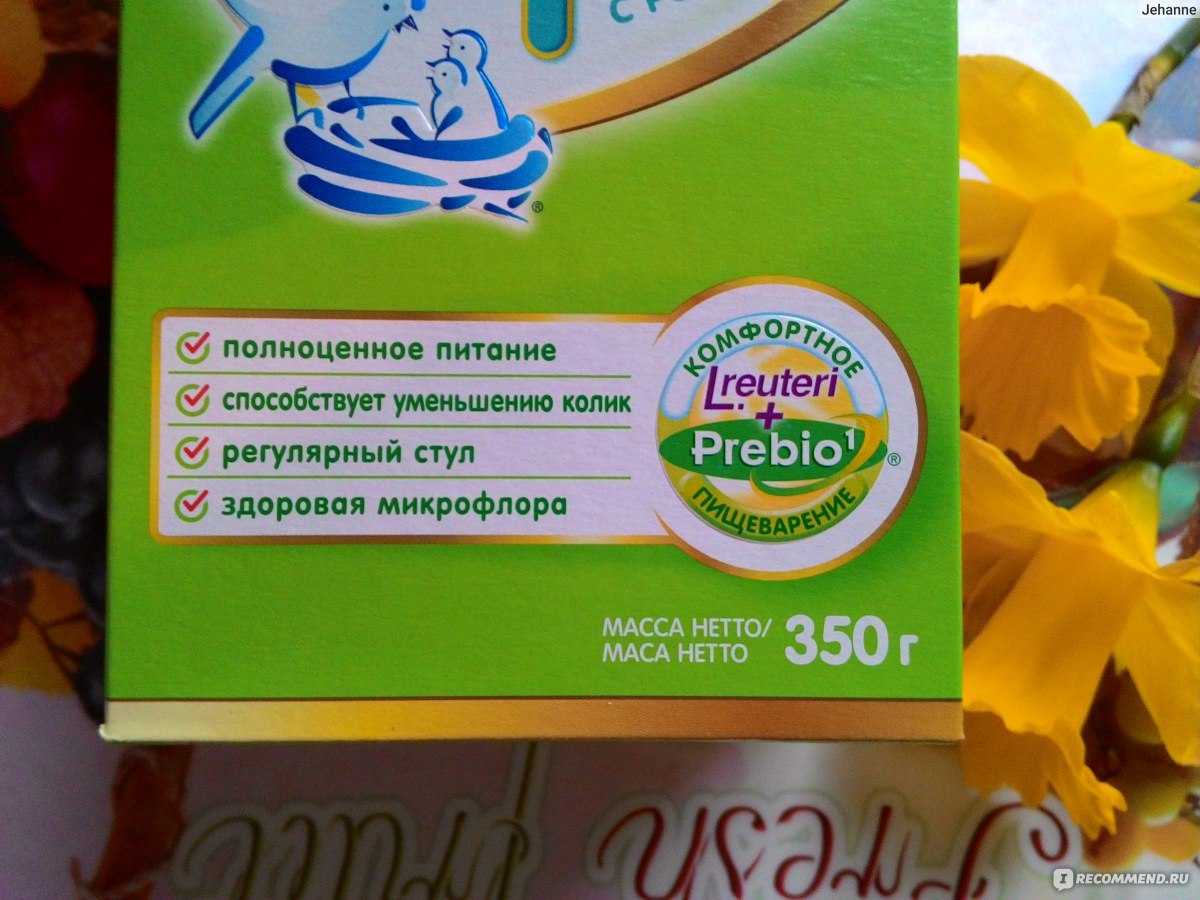 Jehanne
®
полноценное питание
способствует уменьшению колик
регулярный стул
здоровая микрофлора
КОМФОРТНОЕ
L.reuteri
+
Prebio¹
®
ПИЩЕВАРЕНИЕ
МАССА НЕТТО/
МАСА НЕТТО
350 г
IRECOMMEND.RU